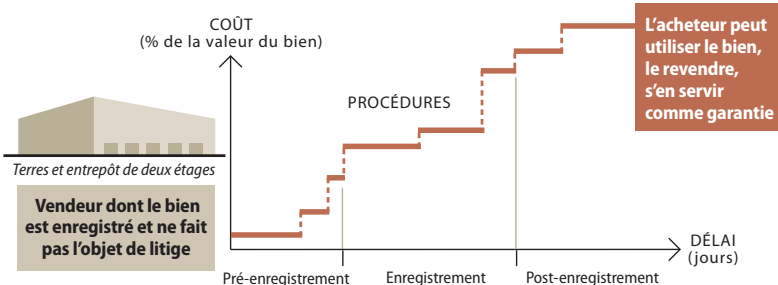 COÛT
(% de la valeur du bien)
L'acheteur peut
utiliser le bien,
le revendre,
s'en servir
comme garantie
PROCÉDURES
Terres et entrepôt de deux étages
Vendeur dont le bien
est enregistré et ne fait
pas l'objet de litige
DÉLAI
(jours)
Pré-enregistrement
Enregistrement
Post-enregistrement